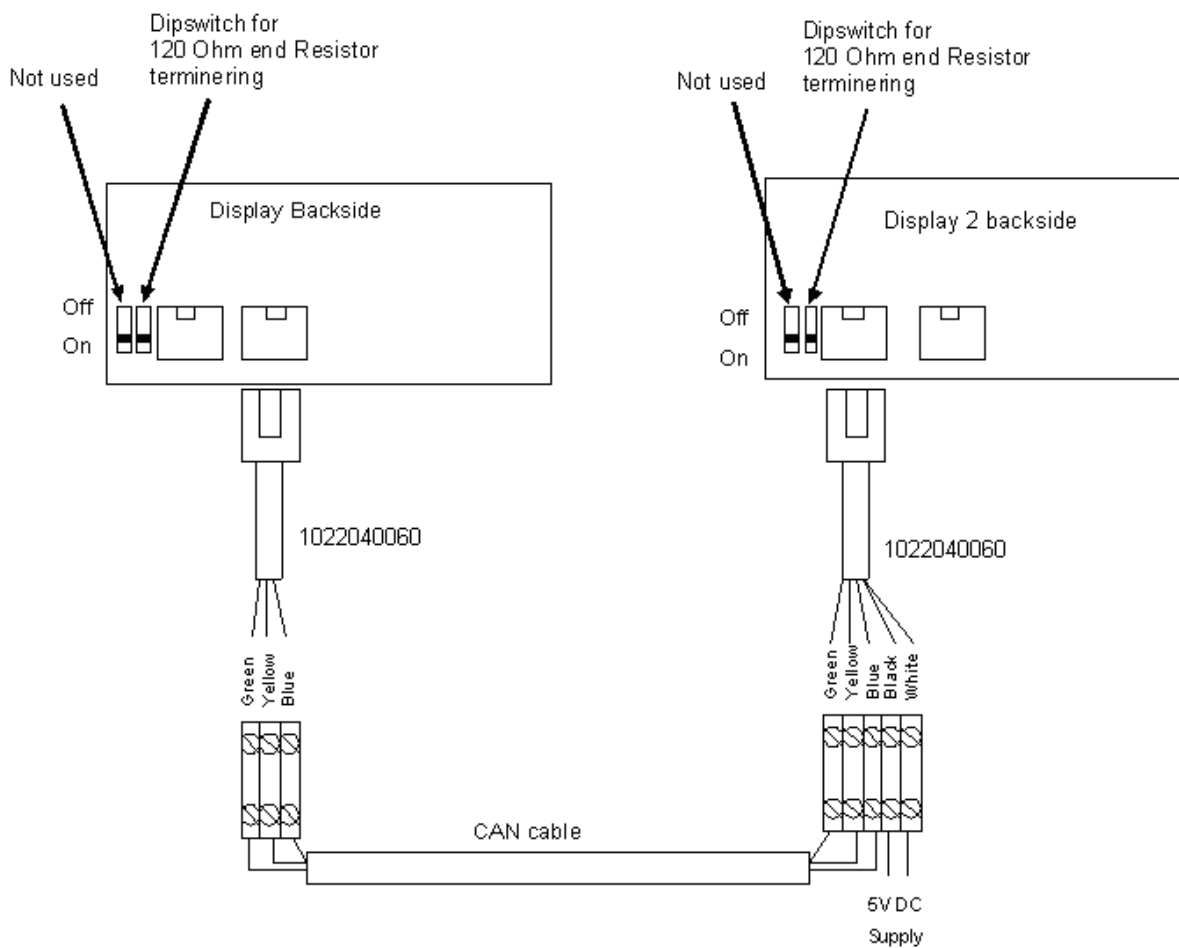 Dipswitch for
120 Ohm end Resistor
terminering
Not used
Display Backside
Off
On
1022040060
Green
Yellow
Blue
Dipswitch for
120 Ohm end Resistor
terminering
Not used
Display 2 backside
Off
On
1022040060
Green
Yellow
Blue
Black
White
CAN cable
5V DC
Supply